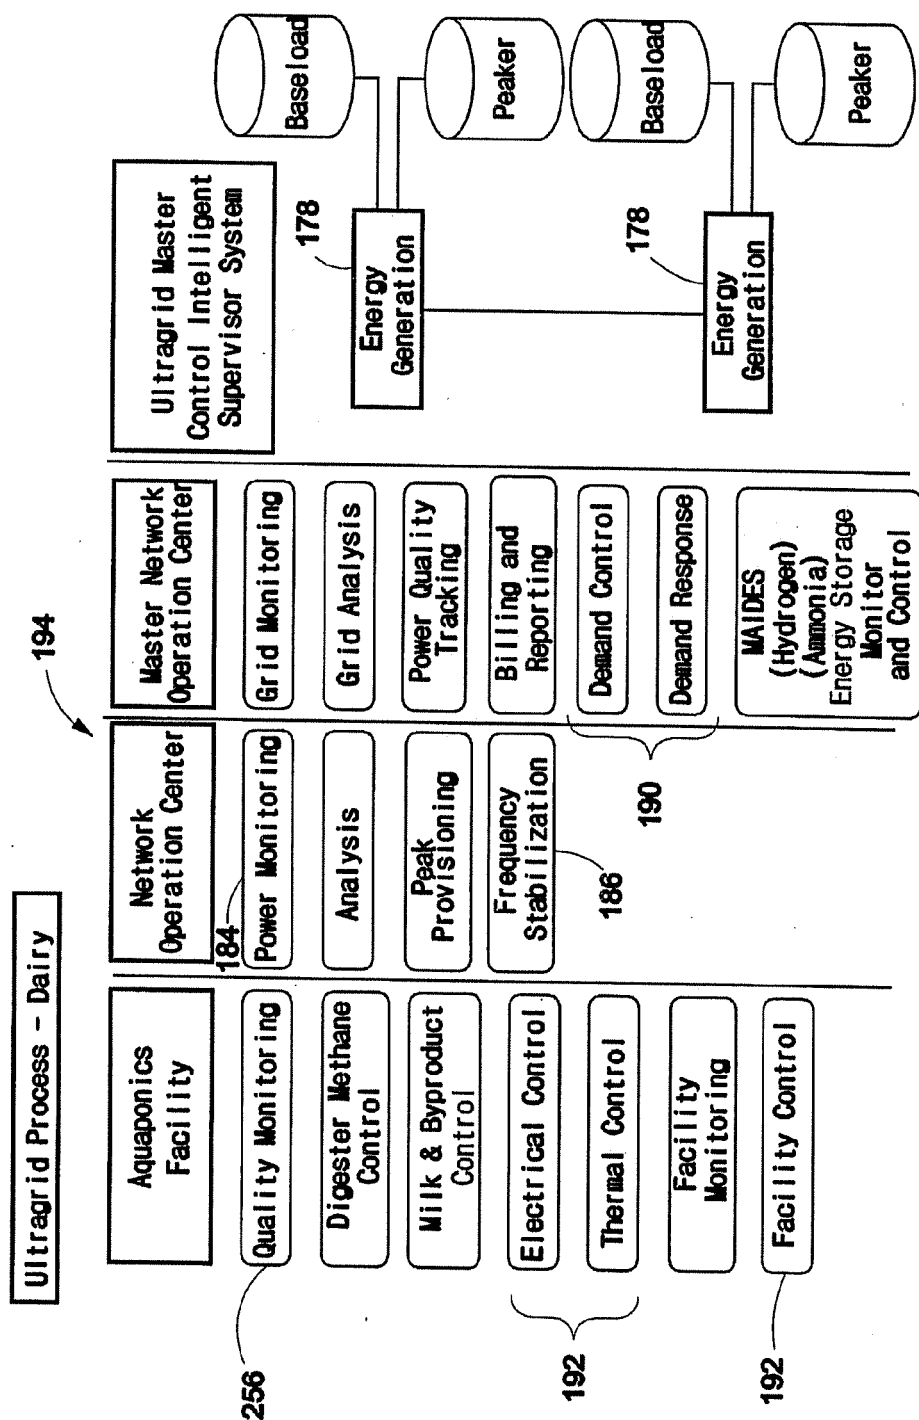 Ultragrid Process - Dairy
194
Aquaponics
Facility
256
Quality Monitoring
Digester Methane
Control
Milk & Byproduct
Control
Electrical Control
Thermal Control
192
Facility
Monitoring
Facility Control
192
Network
Operation Center
184
Power Monitoring
Analysis
Peak
Provisioning
Frequency
Stabilization
186
Master Network
Operation Center
Grid Monitoring
Grid Analysis
Power Quality
Tracking
Billing and
Reporting
Demand Control
Demand Response
190
MAIDES
(Hydrogen)
(Ammonia)
Energy Storage
Monitor
and Control
Ultragrid Master
Control Intelligent
Supervisor System
178
Energy
Generation
Baseload
Peaker
178
Energy
Generation
Baseload
Peaker